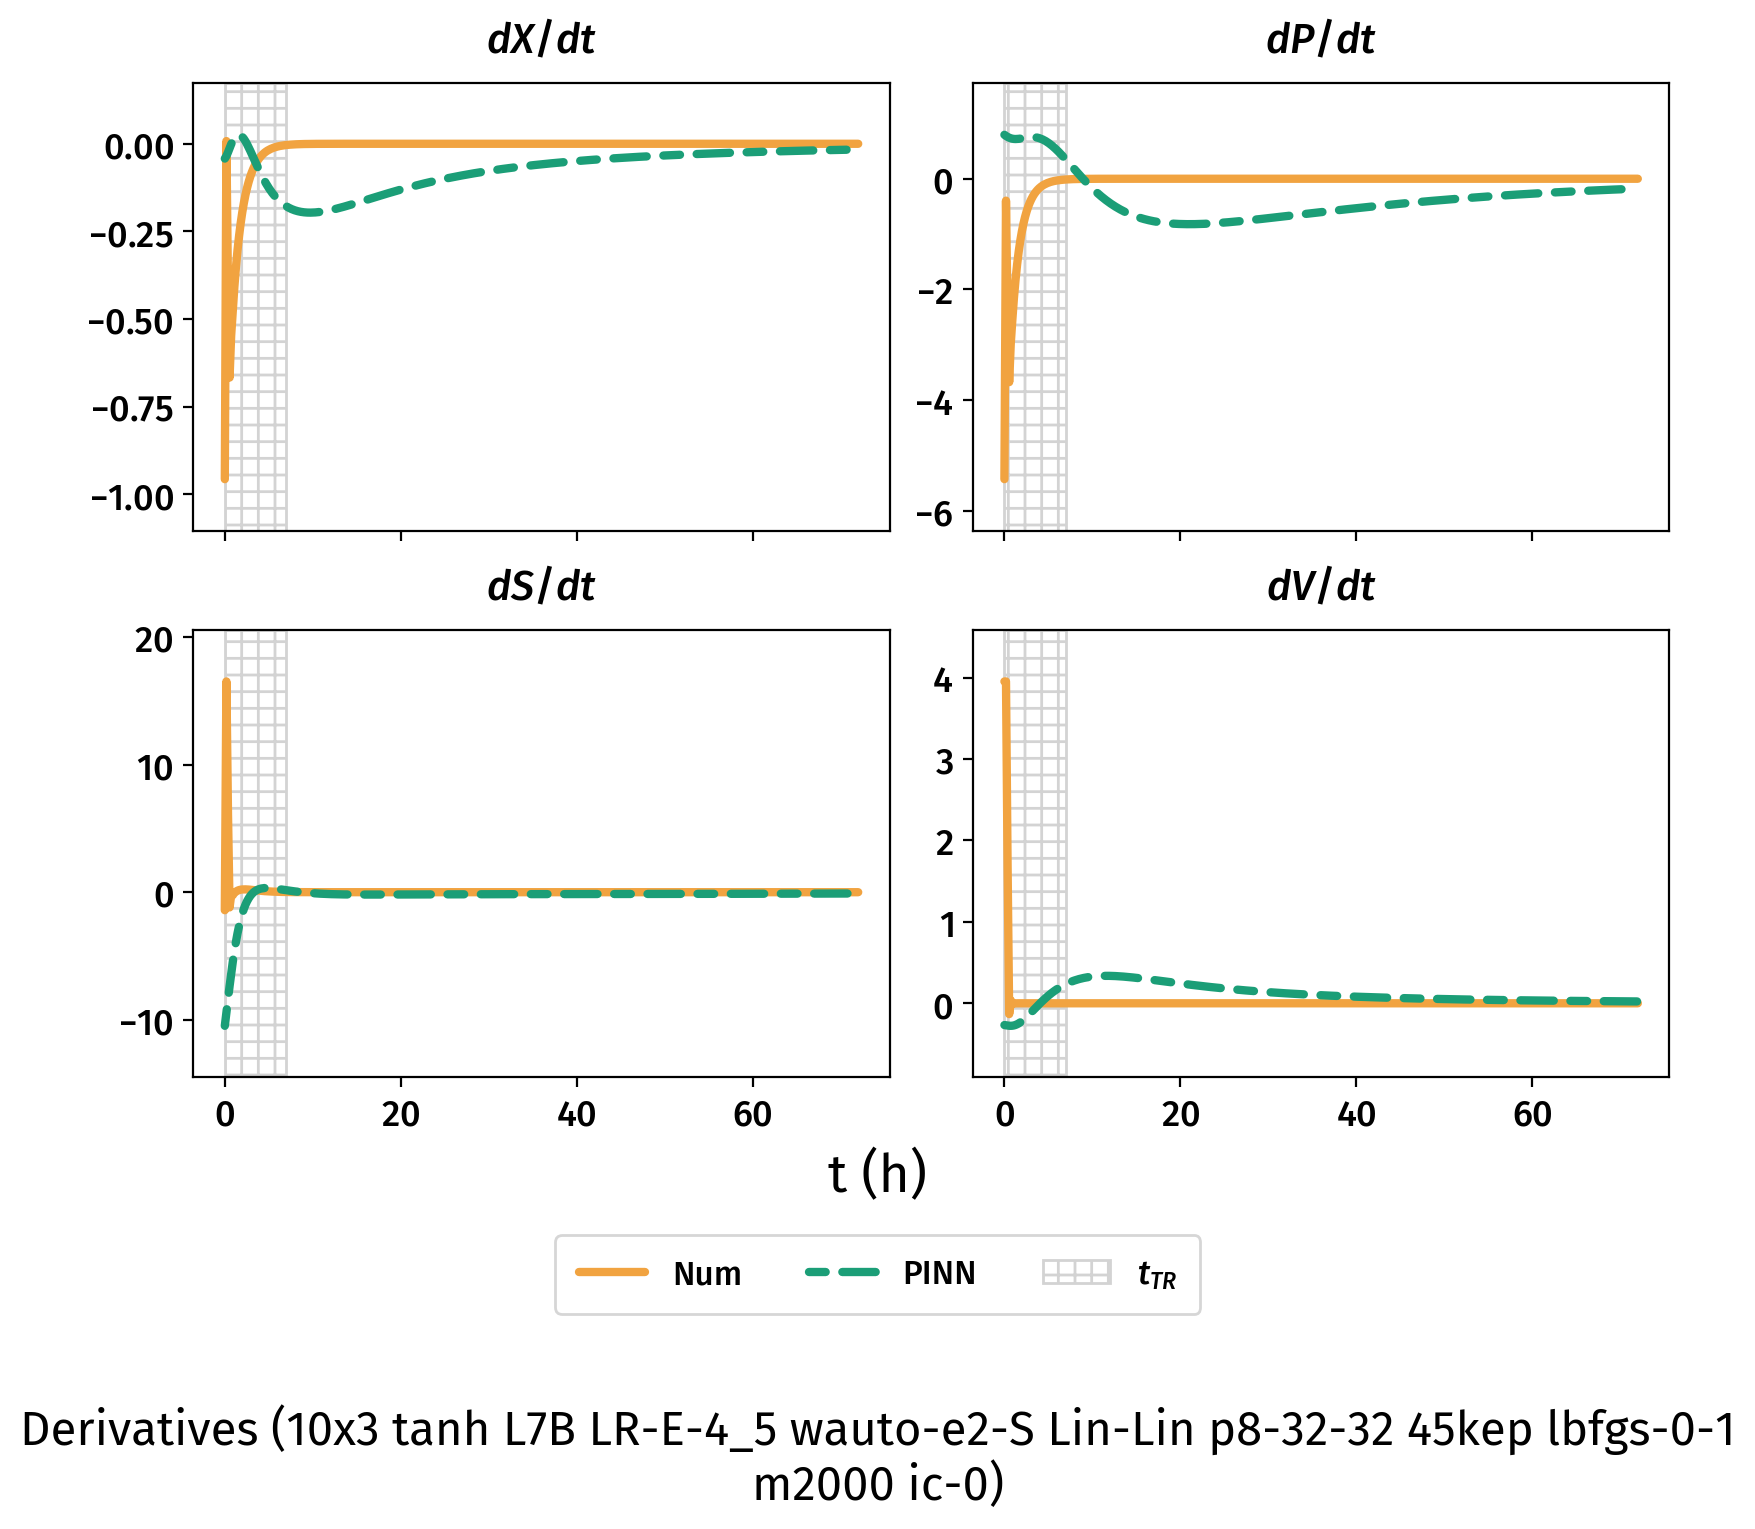 dX/dt
dP/dt
0.00
−0.25
−0.50
−0.75
−1.00
0
−2
−4
−6
dS/dt
dV/dt
20
10
0
−10
4
3
2
1
0
0 20 40 60
0 20 40 60
t (h)
Num PINN tTR
Derivatives (10x3 tanh L7B LR-E-4_5 wauto-e2-S Lin-Lin p8-32-32 45kep lbfgs-0-1
m2000 ic-0)